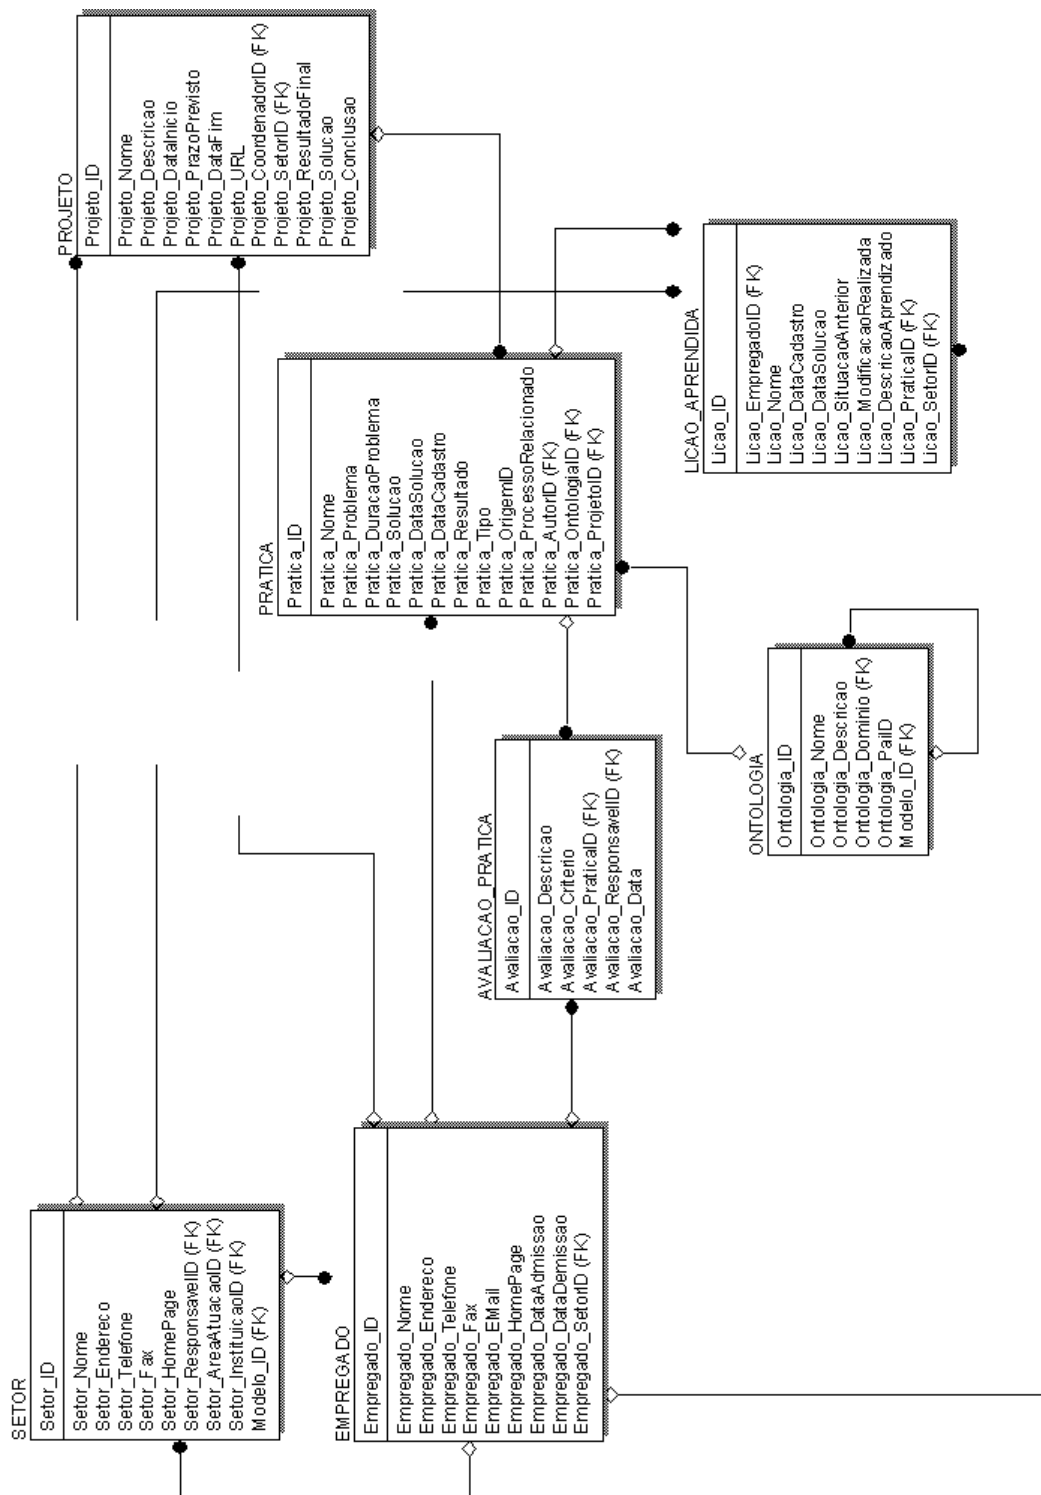 SETOR
Setor_ID
Setor_Nome
Setor_Endereco
Setor_Telefone
Setor_Fax
Setor_HomePage
Setor_ResponsavelID (FK)
Setor_AreaAtuacaoID (FK)
Setor_InstituicaoID (FK)
Modelo_ID (FK)
EMPREGADO
Empregado_ID
Empregado_Nome
Empregado_Endereco
Empregado_Telefone
Empregado_Fax
Empregado_EMail
Empregado_HomePage
Empregado_DataAdmissao
Empregado_DataDemissao
Empregado_SetorID (FK)
AVALIACAO_PRATICA
Avaliacao_ID
Avaliacao_Descricao
Avaliacao_Criterio
Avaliacao_PraticaID (FK)
Avaliacao_ResponsavelID (FK)
Avaliacao_Data
ONTOLOGIA
Ontologia_ID
Ontologia_Nome
Ontologia_Descricao
Ontologia_Dominio (FK)
Ontologia_PaiID
Modelo_ID (FK)
PRATICA
Pratica_ID
Pratica_Nome
Pratica_Problema
Pratica_DuracaoProblema
Pratica_Solucao
Pratica_DataSolucao
Pratica_DataCadastro
Pratica_Resultado
Pratica_Tipo
Pratica_OrigemID
Pratica_ProcessoRelacionado
Pratica_AutorID (FK)
Pratica_OntologiaID (FK)
Pratica_ProjetoID (FK)
PROJETO
Projeto_ID
Projeto_Nome
Projeto_Descricao
Projeto_DataInicio
Projeto_PrazoPrevisto
Projeto_DataFim
Projeto_URL
Projeto_CoordenadorID (FK)
Projeto_SetorID (FK)
Projeto_ResultadoFinal
Projeto_Solucao
Projeto_Conclusao
LICAO_APRENDIDA
Licao_ID
Licao_EmpregadoID (FK)
Licao_Nome
Licao_DataCadastro
Licao_DataSolucao
Licao_SituacaoAnterior
Licao_ModificacaoRealizada
Licao_DescricaoAprendizado
Licao_PraticaID (FK)
Licao_SetorID (FK)